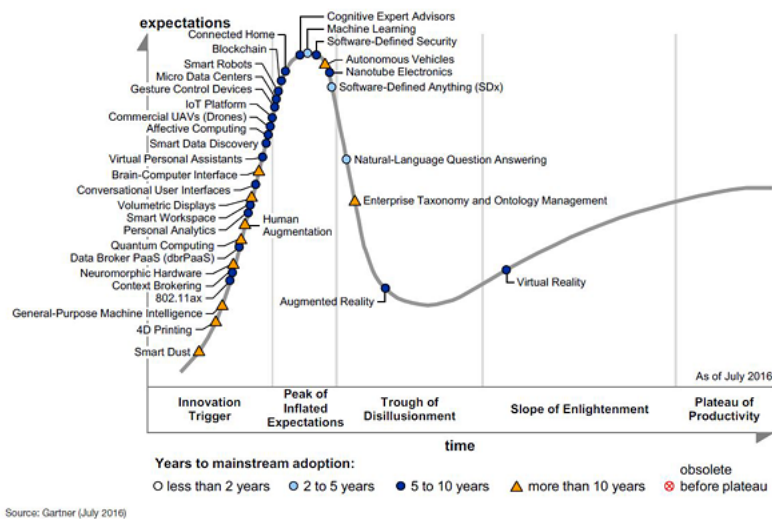 expectations
Cognitive Expert Advisors
Machine Learning
Software-Defined Security
Connected Home
Blockchain
Smart Robots
Micro Data Centers
Gesture Control Devices
IoT Platform
Commercial UAVs (Drones)
Affective Computing
Smart Data Discovery
Virtual Personal Assistants
Brain-Computer Interface
Conversational User Interfaces
Volumetric Displays
Smart Workspace
Personal Analytics
Quantum Computing
Data Broker PaaS (dbrPaaS)
Neuromorphic Hardware
Context Brokering
802.11ax
General-Purpose Machine Intelligence
4D Printing
Smart Dust
Human
Augmentation
Autonomous Vehicles
Nanotube Electronics
Software-Defined Anything (SDx)
Natural-Language Question Answering
Enterprise Taxonomy and Ontology Management
Augmented Reality
Virtual Reality
As of July 2016
Innovation
Trigger
Peak of
Inflated
Expectations
Trough of
Disillusionment
Slope of Enlightenment
Plateau of
Productivity
time
Years to mainstream adoption:
less than 2 years
2 to 5 years
5 to 10 years
more than 10 years
obsolete
before plateau
Source: Gartner (July 2016)